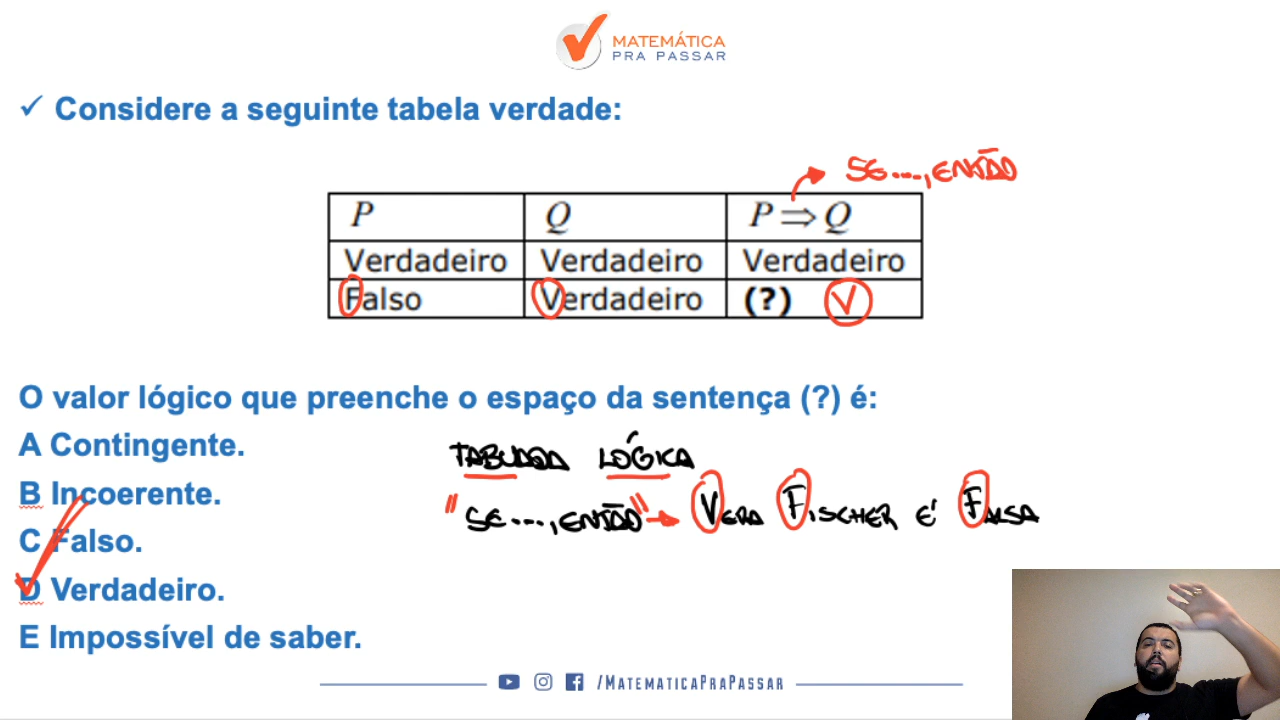 MATEMÁTICA
PRA PASSAR
✓ Considere a seguinte tabela verdade:
SE ...., ENTÃO
P Q P ⇒ Q
Verdadeiro Verdadeiro Verdadeiro
Falso Verdadeiro (?) V
O valor lógico que preenche o espaço da sentença (?) é:
A Contingente.
TABUADA LÓGICA
B Incoerente.
"SE ...., ENTÃO" → VERA FISCHER É FALSA
C Falso.
D Verdadeiro.
E Impossível de saber.
/MATEMATICAPRAPASSAR